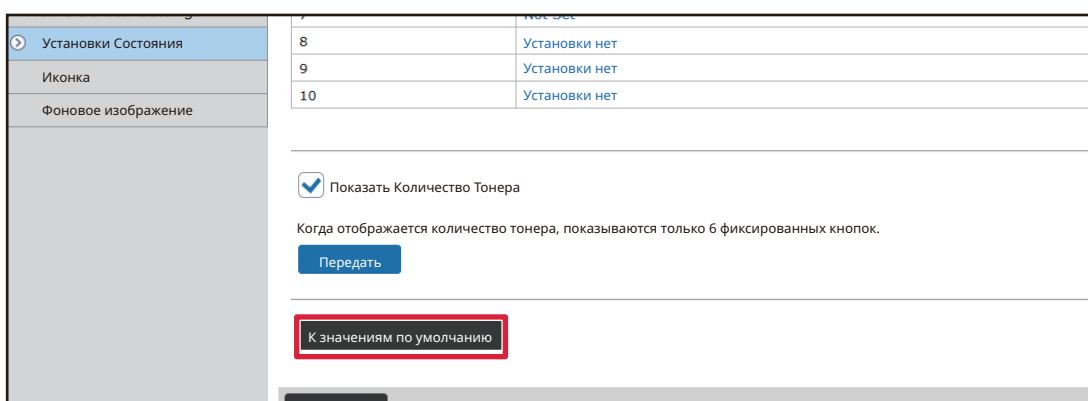 Установки Состояния
8 Установки нет
9 Установки нет
Иконка
10 Установки нет
Фоновое изображение
Показать Количество Тонера
Когда отображается количество тонера, показываются только 6 фиксированных кнопок.
Передать
К значениям по умолчанию